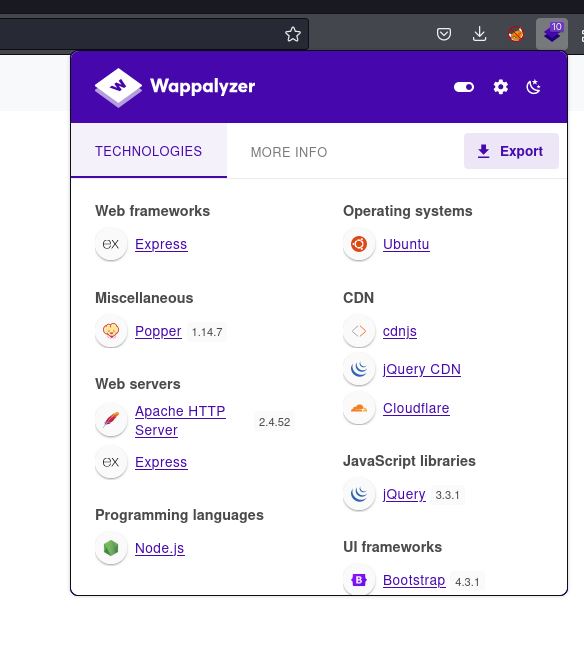 10
Wappalyzer
TECHNOLOGIES
MORE INFO
Export
Web frameworks
ex Express
Miscellaneous
Popper 1.14.7
Web servers
Apache HTTP
Server
2.4.52
ex Express
Programming languages
Node.js
Operating systems
Ubuntu
CDN
cdnjs
jQuery CDN
Cloudflare
JavaScript libraries
jQuery 3.3.1
UI frameworks
B Bootstrap 4.3.1